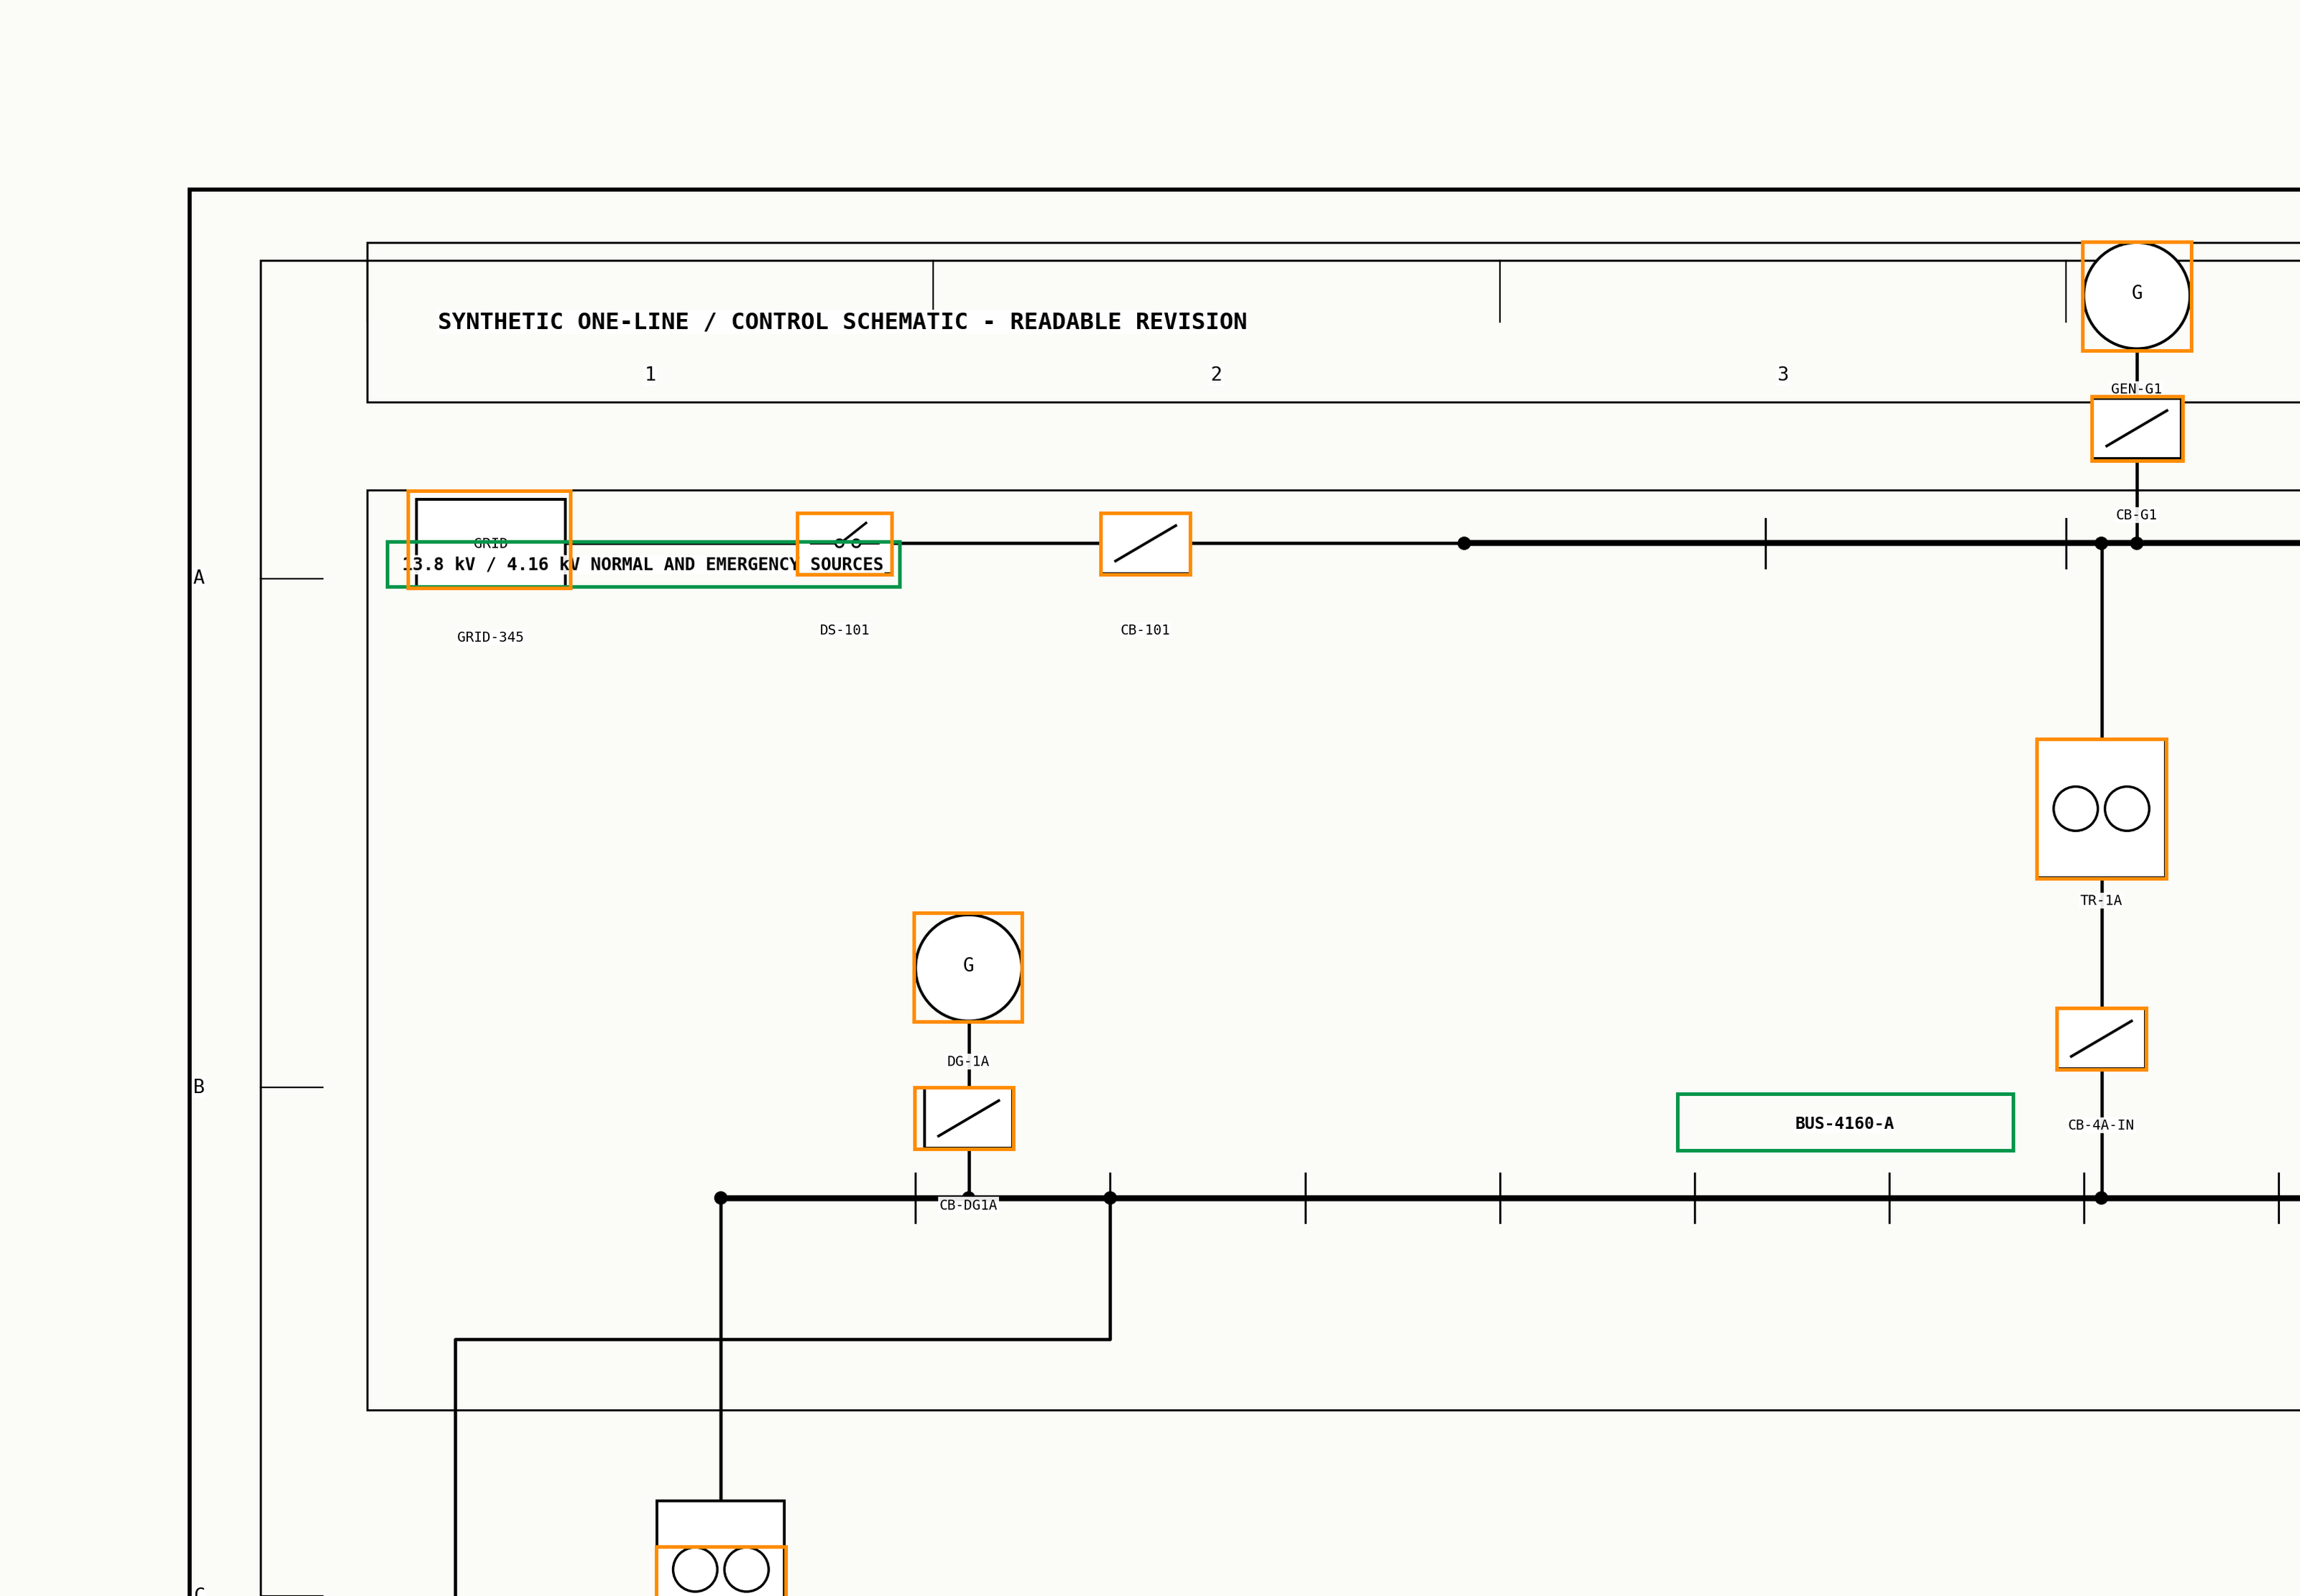 G
SYNTHETIC ONE-LINE / CONTROL SCHEMATIC - READABLE REVISION
1 2 3
GEN-G1
CB-G1
GRID
13.8 kV / 4.16 kV NORMAL AND EMERGENCY SOURCES
A
GRID-345
DS-101
CB-101
TR-1A
G
DG-1A
B
BUS-4160-A
CB-4A-IN
CB-DG1A
C